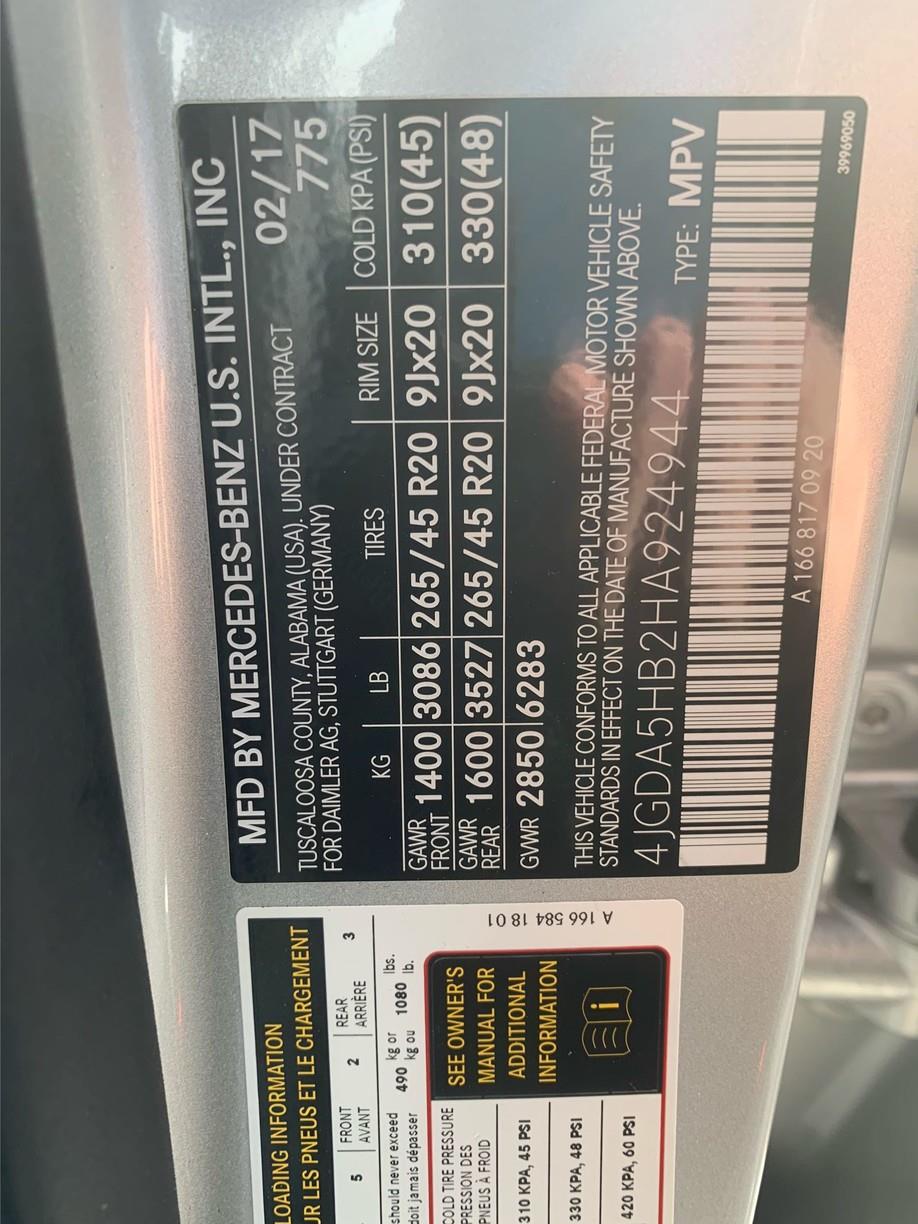 MFD BY MERCEDES-BENZ U.S. INTL., INC
TUSCALOOSA COUNTY, ALABAMA (USA), UNDER CONTRACT 02/17
FOR DAIMLER AG, STUTTGART (GERMANY) 775
KG LB TIRES RIM SIZE COLD KPA(PSI)
GAWR FRONT 1400 3086 265/45 R20 9Jx20 310(45)
GAWR REAR 1600 3527 265/45 R20 9Jx20 330(48)
GVWR 2850 6283
THIS VEHICLE CONFORMS TO ALL APPLICABLE FEDERAL MOTOR VEHICLE SAFETY
STANDARDS IN EFFECT ON THE DATE OF MANUFACTURE SHOWN ABOVE.
4JGDA5HB2HA924944 TYPE: MPV
A 166 817 09 20
39969050
LOADING INFORMATION
UR LES PNEUS ET LE CHARGEMENT
5 FRONT AVANT 2 REAR ARRIÈRE 3
should never exceed 490 kg or 1080 lbs.
doit jamais dépasser kg ou lb.
COLD TIRE PRESSURE
PRESSION DES
PNEUS À FROID
310 KPA, 45 PSI
330 KPA, 48 PSI
420 KPA, 60 PSI
SEE OWNER'S
MANUAL FOR
ADDITIONAL
INFORMATION
i
A 166 584 18 01